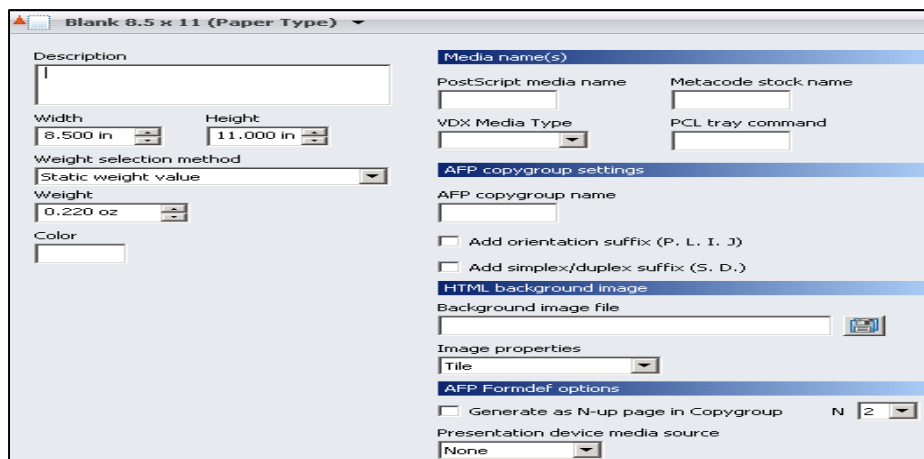 Blank 8.5 x 11 (Paper Type)
Description
Width
Height
8.500 in
11.000 in
Weight selection method
Static weight value
Weight
0.220 oz
Color
Media name(s)
PostScript media name
Metacode stock name
VDX Media Type
PCL tray command
AFP copygroup settings
AFP copygroup name
Add orientation suffix (P. L. I. J)
Add simplex/duplex suffix (S. D.)
HTML background image
Background image file
Image properties
Tile
AFP Formdef options
Generate as N-up page in Copygroup
N
2
Presentation device media source
None